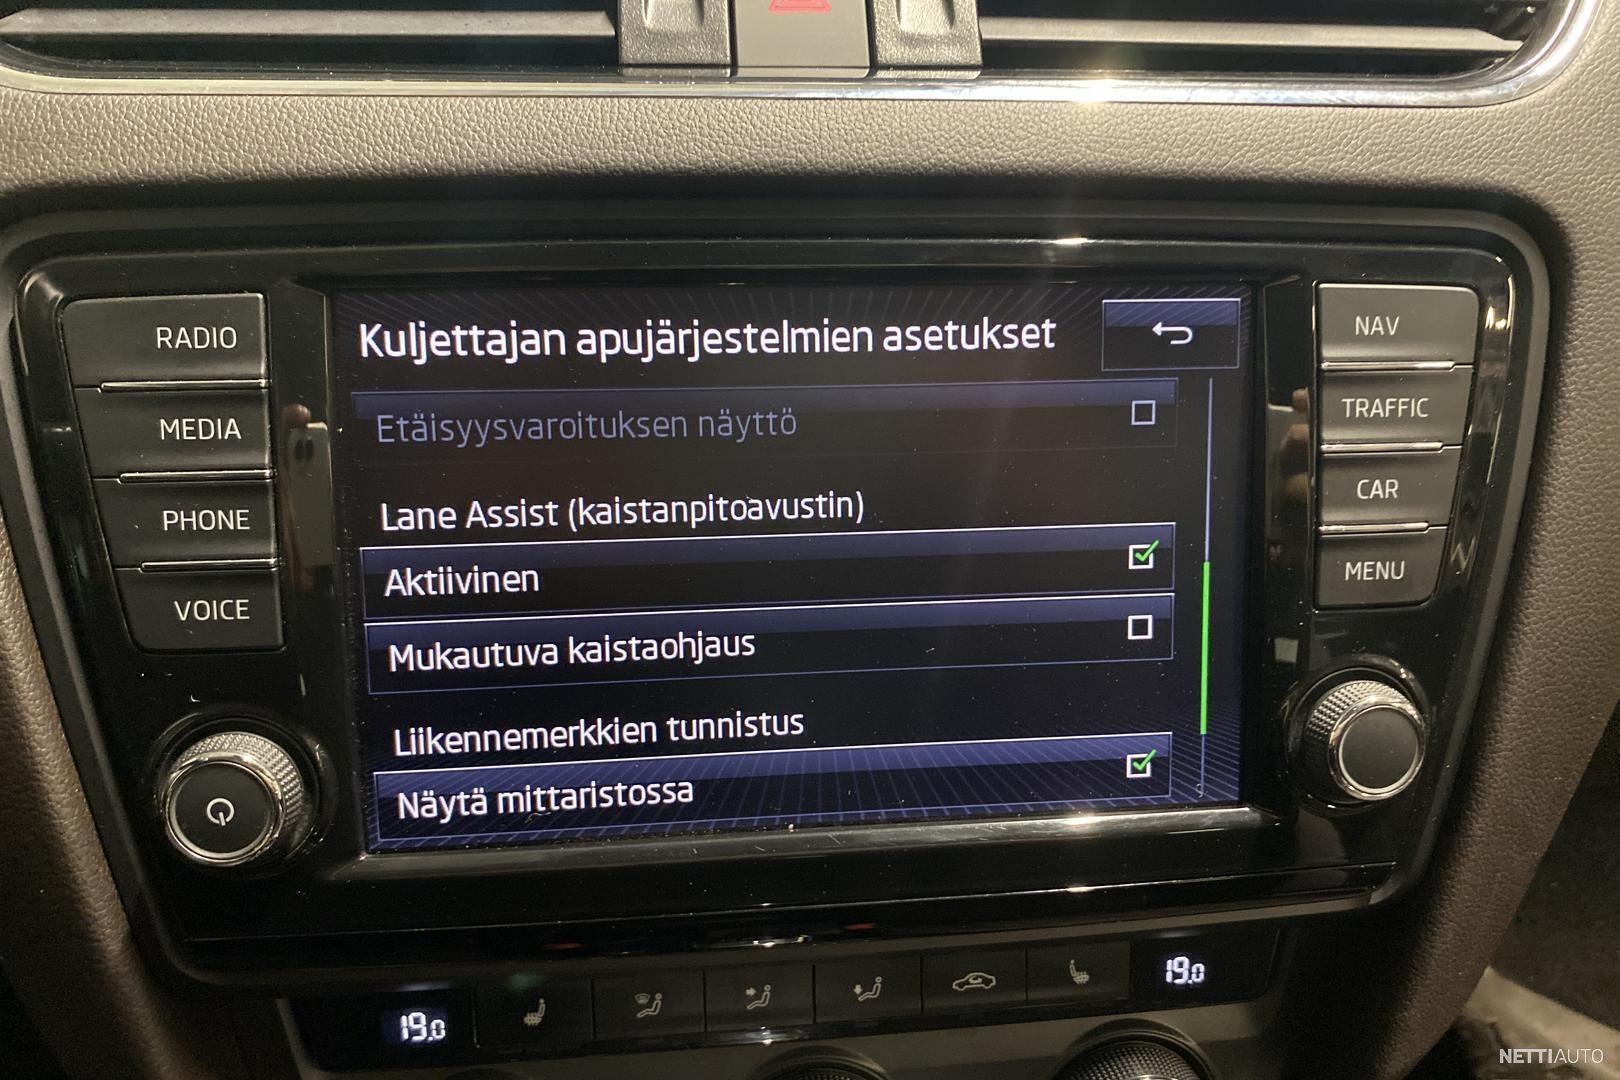 Kuljettajan apujärjestelmien asetukset
Etäisyysvaroituksen näyttö
Lane Assist (kaistanpitoavustin)
Aktiivinen
Mukautuva kaistaohjaus
Liikennemerkkien tunnistus
Näytä mittaristossa
RADIO
MEDIA
PHONE
VOICE
NAV
TRAFFIC
CAR
MENU
19.0
19.0
NETTIAUTO